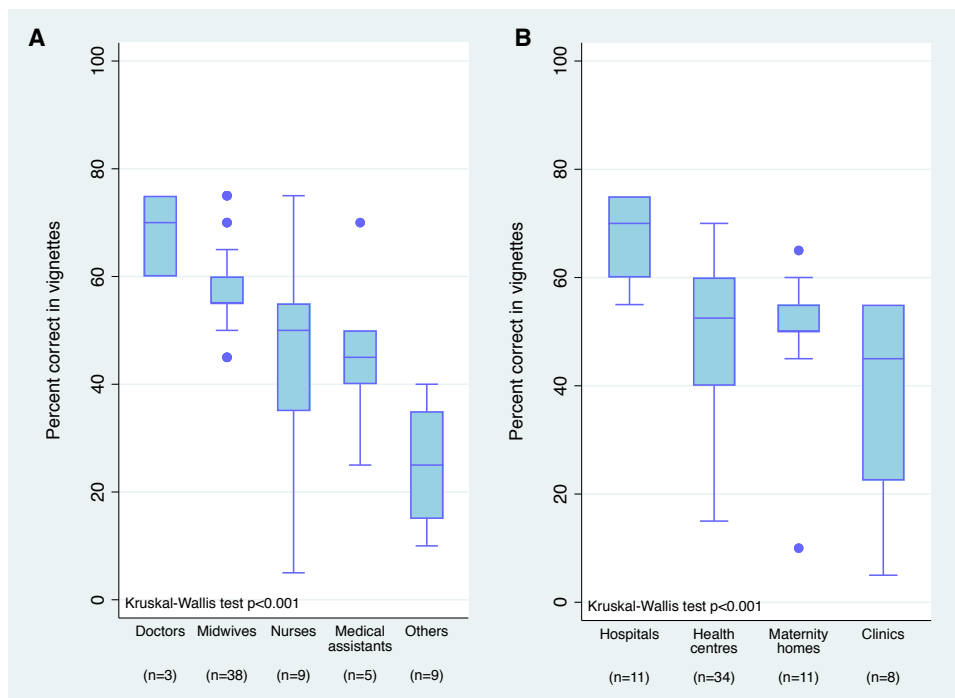 A
Percent correct in vignettes
100
80
60
40
20
0
Kruskal-Wallis test p<0.001
Doctors
Midwives
Nurses
Medical
assistants
Others
(n=3)
(n=38)
(n=9)
(n=5)
(n=9)
B
Percent correct in vignettes
100
80
60
40
20
0
Kruskal-Wallis test p<0.001
Hospitals
Health
centres
Maternity
homes
Clinics
(n=11)
(n=34)
(n=11)
(n=8)